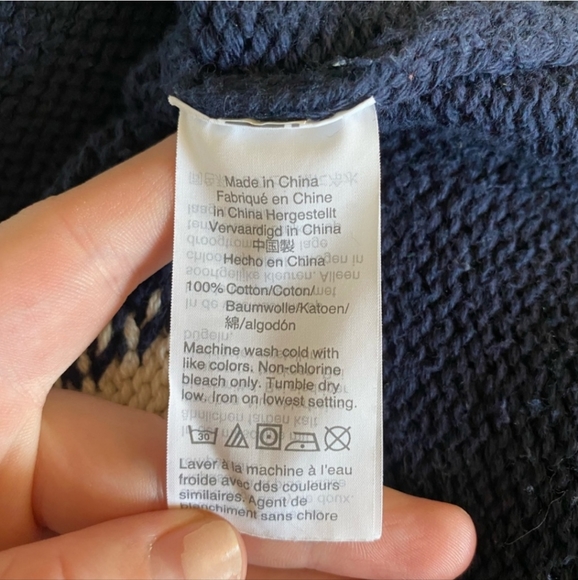 Made in China
Fabriqué en Chine
in China Hergestellt
Vervaardigd in China
中国製
Hecho en China
100% Cotton/Coton/
Baumwolle/Katoen/
綿/algodón
Machine wash cold with
like colors. Non-chlorine
bleach only. Tumble dry
low. Iron on lowest setting.
30
Laver à la machine à l'eau
froide avec des couleurs
similaires. Agent de
blanchiment sans chlore